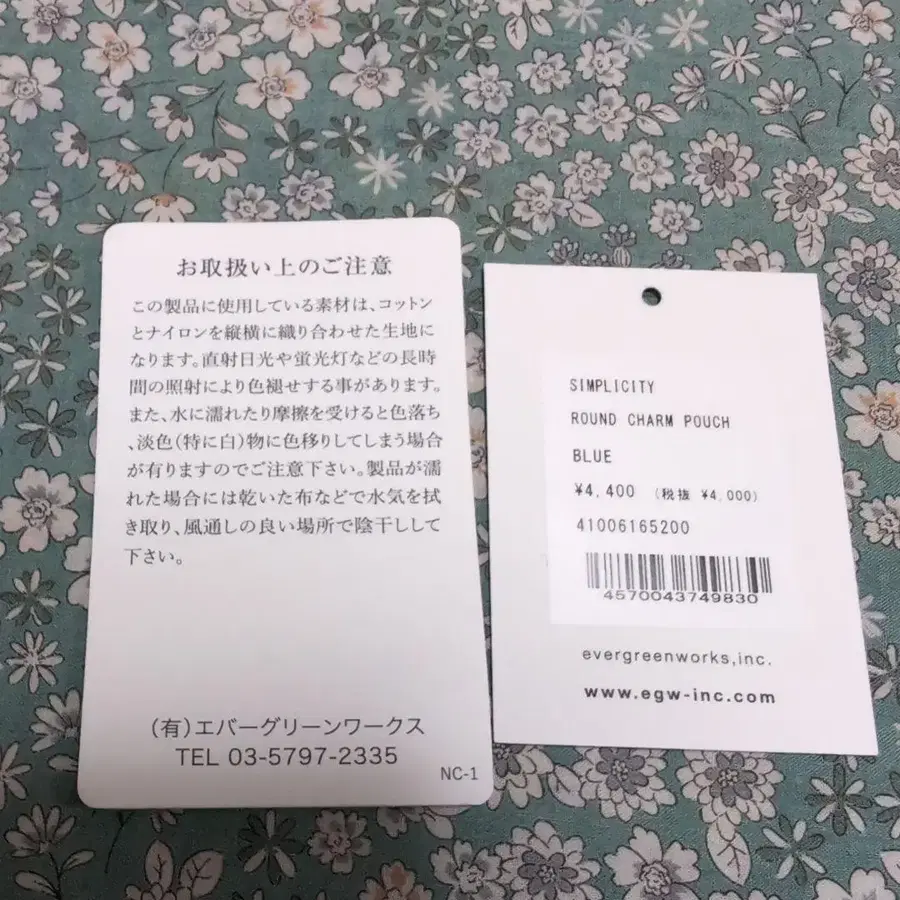 お取扱い上のご注意
この製品に使用している素材は、コットン
とナイロンを縦横に織り合わせた生地に
なります。直射日光や蛍光灯などの長時
間の照射により色褪せする事があります。
また、水に濡れたり摩擦を受けると色落ち
、淡色(特に白)物に色移りしてしまう場合
が有りますのでご注意下さい。製品が濡
れた場合には乾いた布などで水気を拭
き取り、風通しの良い場所で陰干しして
下さい。
(有)エバーグリーンワークス
TEL 03-5797-2335
NC-1
SIMPLICITY
ROUND CHARM POUCH
BLUE
¥4,400 (税抜 ¥4,000)
41006165200
4570043749830
evergreenworks,inc.
www.egw-inc.com